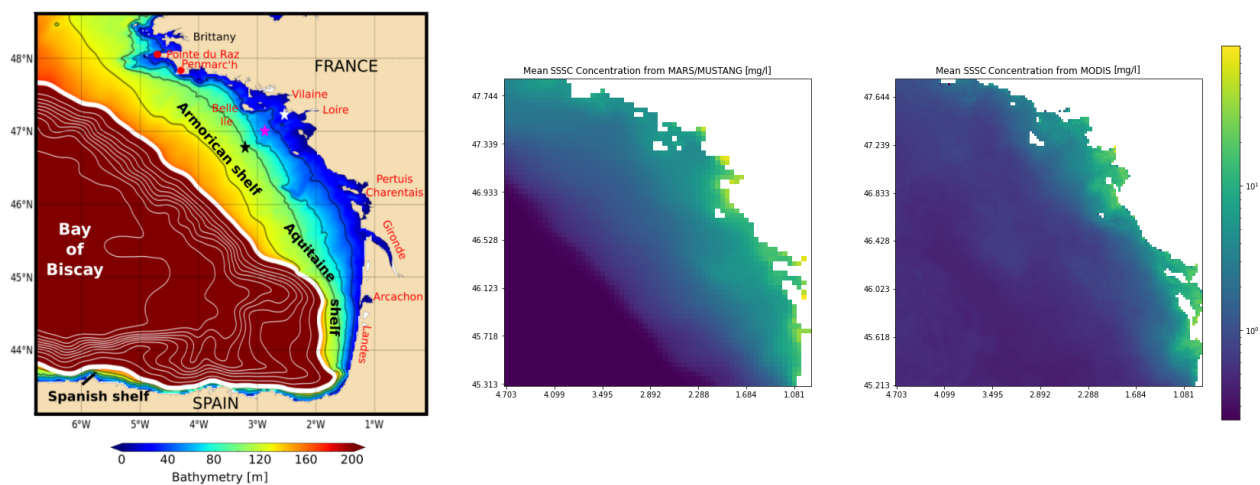 Brittany
48°N
Pointe du Raz
Penmarc'h
FRANCE
Vilaine
Belle
Ile
Loire
47°N
Armorican shelf
Pertuis
Charentais
46°N
Bay
of
Biscay
Aquitaine
shelf
Gironde
45°N
Arcachon
Landes
44°N
Spanish shelf
SPAIN
6°W 5°W 4°W 3°W 2°W 1°W
0 40 80 120 160 200
Bathymetry [m]
Mean SSSC Concentration from MARS/MUSTANG [mg/l]
47.744
47.339
46.933
46.528
46.123
45.718
45.313
4.703 4.099 3.495 2.892 2.288 1.684 1.081
Mean SSSC Concentration from MODIS [mg/l]
47.644
47.239
46.833
46.428
46.023
45.618
45.213
4.703 4.099 3.495 2.892 2.288 1.684 1.081
10¹
10⁰